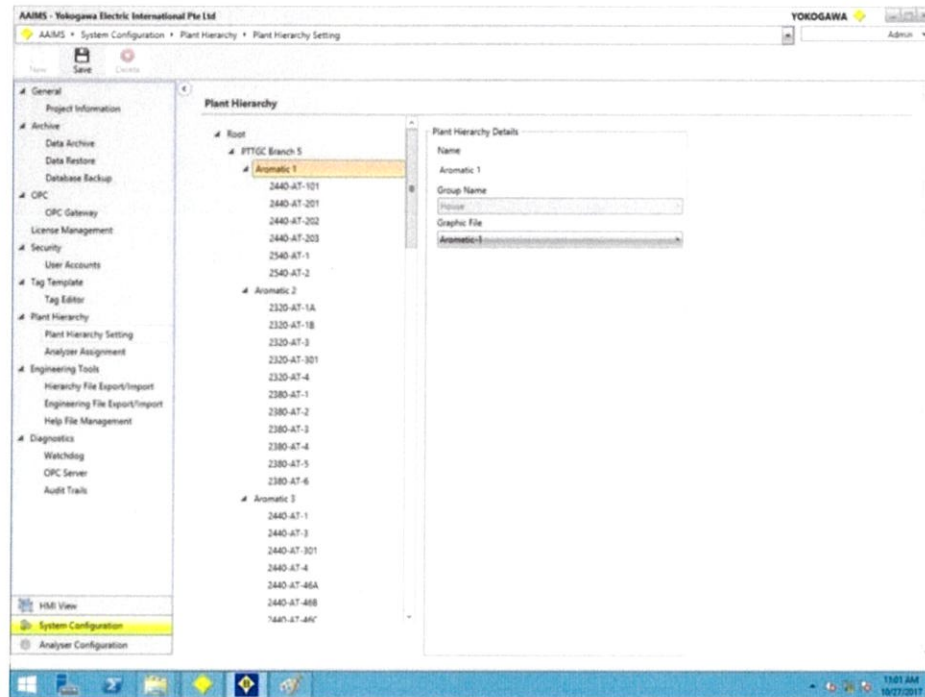 AAIMS - Yokogawa Electric International Pte Ltd
YOKOGAWA
AAIMS • System Configuration • Plant Hierarchy • Plant Hierarchy Setting
Admin
New
Save
Delete
General
Project Information
Archive
Data Archive
Data Restore
Database Backup
OPC
OPC Gateway
License Management
Security
User Accounts
Tag Template
Tag Editor
Plant Hierarchy
Plant Hierarchy Setting
Analyzer Assignment
Engineering Tools
Hierarchy File Export/Import
Engineering File Export/Import
Help File Management
Diagnostics
Watchdog
OPC Server
Audit Trails
HMI View
System Configuration
Analyser Configuration
Plant Hierarchy
Root
PTTGC Branch 5
Aromatic 1
2440-AT-101
2440-AT-201
2440-AT-202
2440-AT-203
2540-AT-1
2540-AT-2
Aromatic 2
2320-AT-1A
2320-AT-1B
2320-AT-3
2320-AT-301
2320-AT-4
2380-AT-1
2380-AT-2
2380-AT-3
2380-AT-4
2380-AT-5
2380-AT-6
Aromatic 3
2440-AT-1
2440-AT-3
2440-AT-301
2440-AT-4
2440-AT-46A
2440-AT-46B
2440-AT-46C
Plant Hierarchy Details
Name
Aromatic 1
Group Name
House
Graphic File
Aromatic-1
11:01 AM
10/27/2017